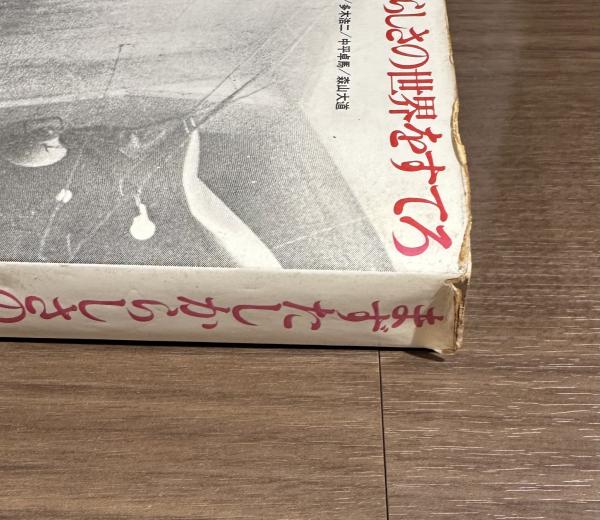 らしさの世界をすてろ
／多木浩二／中平卓馬／森山大道
まずたしからしさの